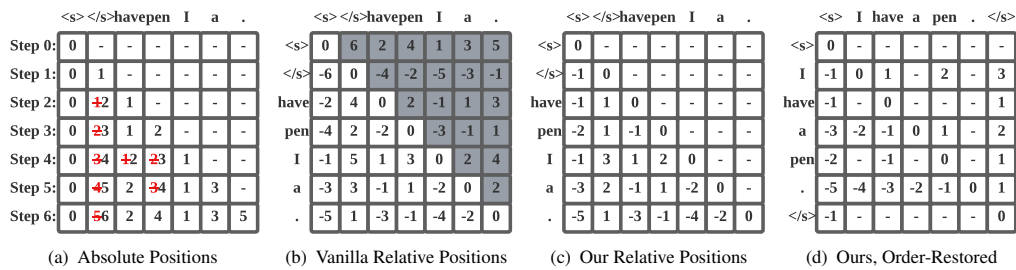 <s> </s> have pen I a .
Step 0: 0 - - - - - -
Step 1: 0 1 - - - - -
Step 2: 0 12 1 - - - -
Step 3: 0 23 1 2 - - -
Step 4: 0 34 12 23 1 - -
Step 5: 0 45 2 34 1 3 -
Step 6: 0 56 2 4 1 3 5
(a) Absolute Positions
<s> </s> have pen I a .
<s> 0 6 2 4 1 3 5
</s> -6 0 -4 -2 -5 -3 -1
have -2 4 0 2 -1 1 3
pen -4 2 -2 0 -3 -1 1
I -1 5 1 3 0 2 4
a -3 3 -1 1 -2 0 2
. -5 1 -3 -1 -4 -2 0
(b) Vanilla Relative Positions
<s> </s> have pen I a .
<s> 0 - - - - - -
</s> -1 0 - - - - -
have -1 1 0 - - - -
pen -2 1 -1 0 - - -
I -1 3 1 2 0 - -
a -3 2 -1 1 -2 0 -
. -5 1 -3 -1 -4 -2 0
(c) Our Relative Positions
<s> I have a pen . </s>
<s> 0 - - - - - -
I -1 0 1 - 2 - 3
have -1 - 0 - - - 1
a -3 -2 -1 0 1 - 2
pen -2 - -1 - 0 - 1
. -5 -4 -3 -2 -1 0 1
</s> -1 - - - - - 0
(d) Ours, Order-Restored